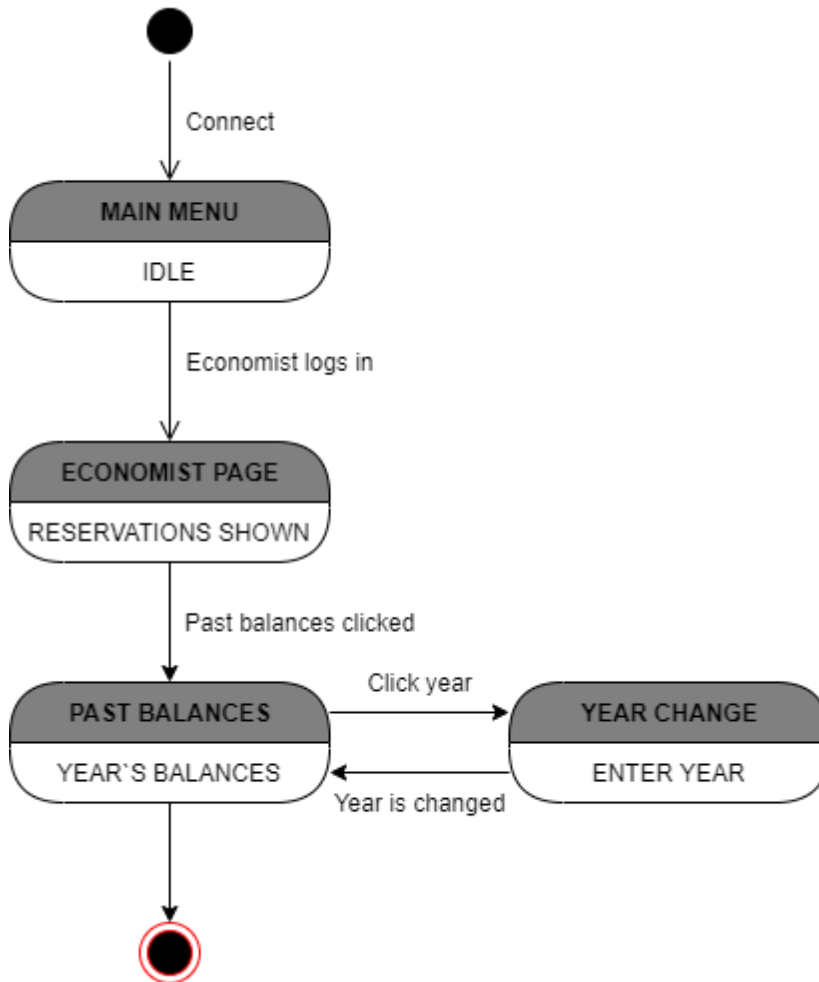 Connect
MAIN MENU
IDLE
Economist logs in
ECONOMIST PAGE
RESERVATIONS SHOWN
Past balances clicked
Click year
PAST BALANCES
YEAR CHANGE
YEAR`S BALANCES
ENTER YEAR
Year is changed